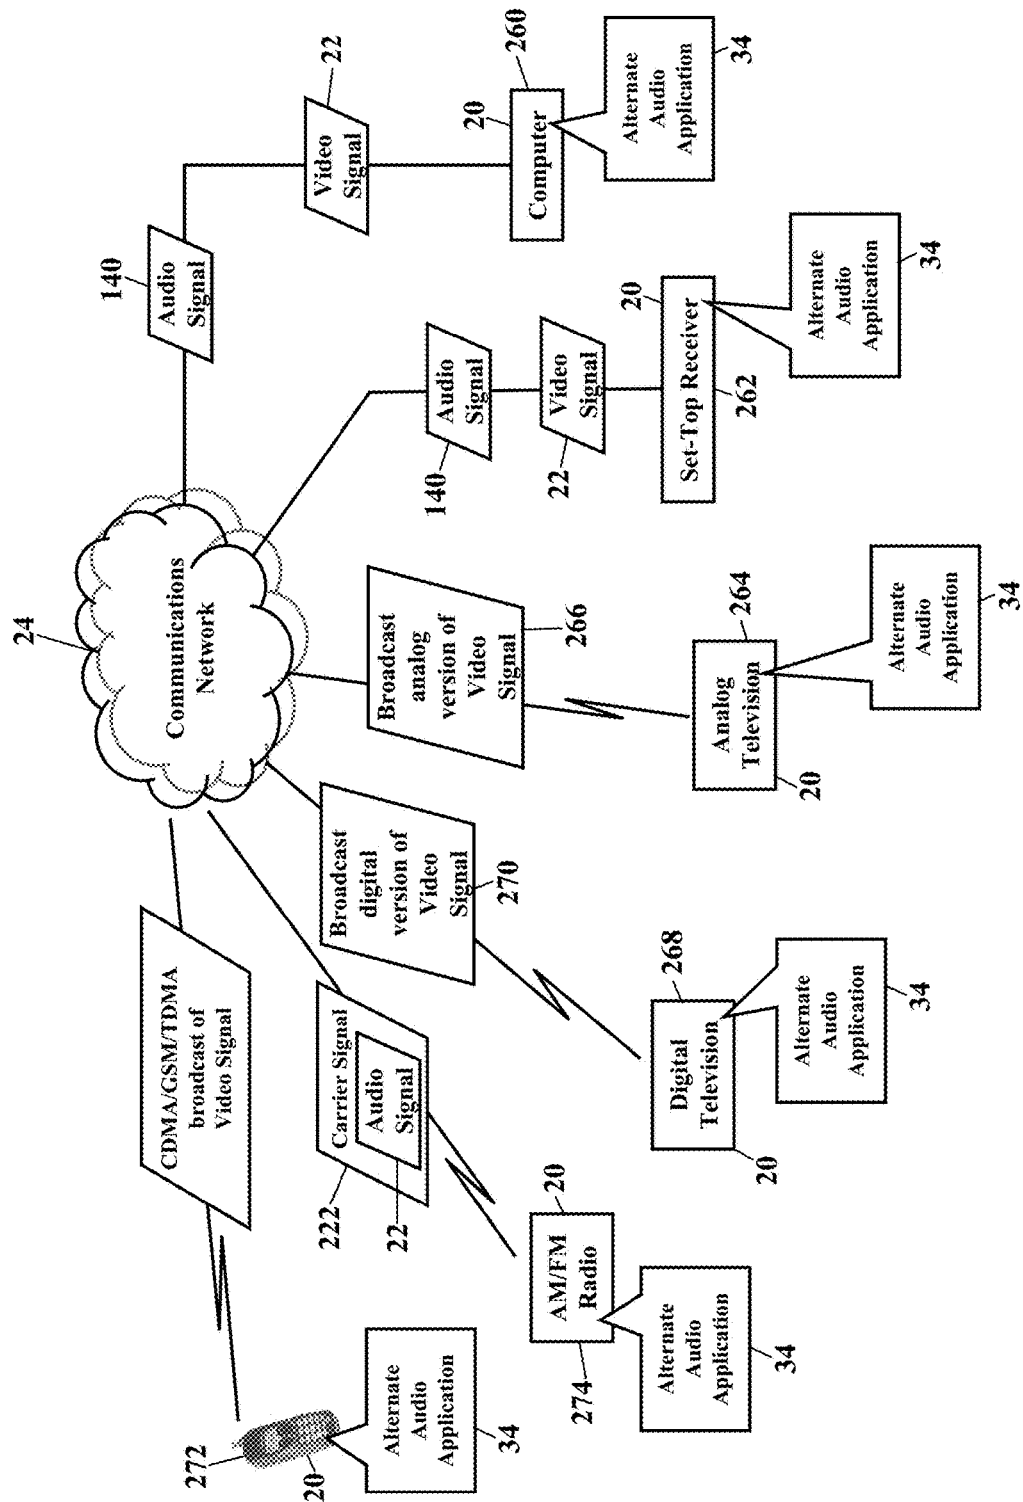 24
Communications
Network
140
Audio
Signal
22
Video
Signal
20
260
Computer
Alternate
Audio
Application
34
140
Audio
Signal
22
Video
Signal
20
Set-Top Receiver
262
Alternate
Audio
Application
34
Broadcast
analog
version of
Video
Signal
266
264
Analog
Television
20
Alternate
Audio
Application
34
Broadcast
digital
version of
Video
Signal
270
268
Digital
Television
20
Alternate
Audio
Application
34
Carrier Signal
Audio
Signal
222
22
20
AM/FM
Radio
274
Alternate
Audio
Application
34
CDMA/GSM/TDMA
broadcast of
Video Signal
272
20
Alternate
Audio
Application
34